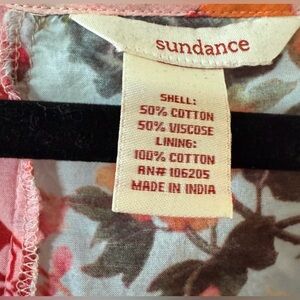 sundance
SHELL:
50% COTTON
50% VISCOSE
LINING:
100% COTTON
RN# 106205
MADE IN INDIA